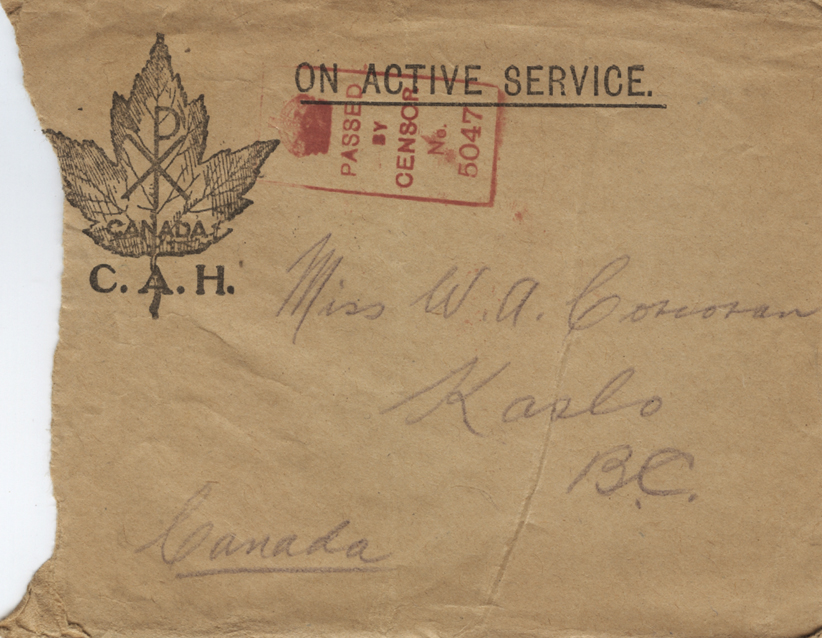 ON ACTIVE SERVICE.
PASSED
BY
CENSOR
No.
5047
CANADA
C. A. H.
Miss W. A. Corcoran
Kaslo
B.C.
Canada